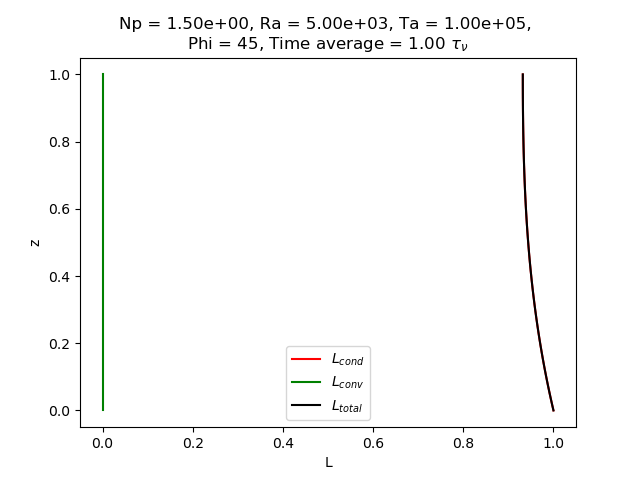 Np = 1.50e+00, Ra = 5.00e+03, Ta = 1.00e+05,
Phi = 45, Time average = 1.00 τν
1.0
0.8
0.6
0.4
0.2
0.0
z
Lcond
Lconv
Ltotal
0.0 0.2 0.4 0.6 0.8 1.0
L